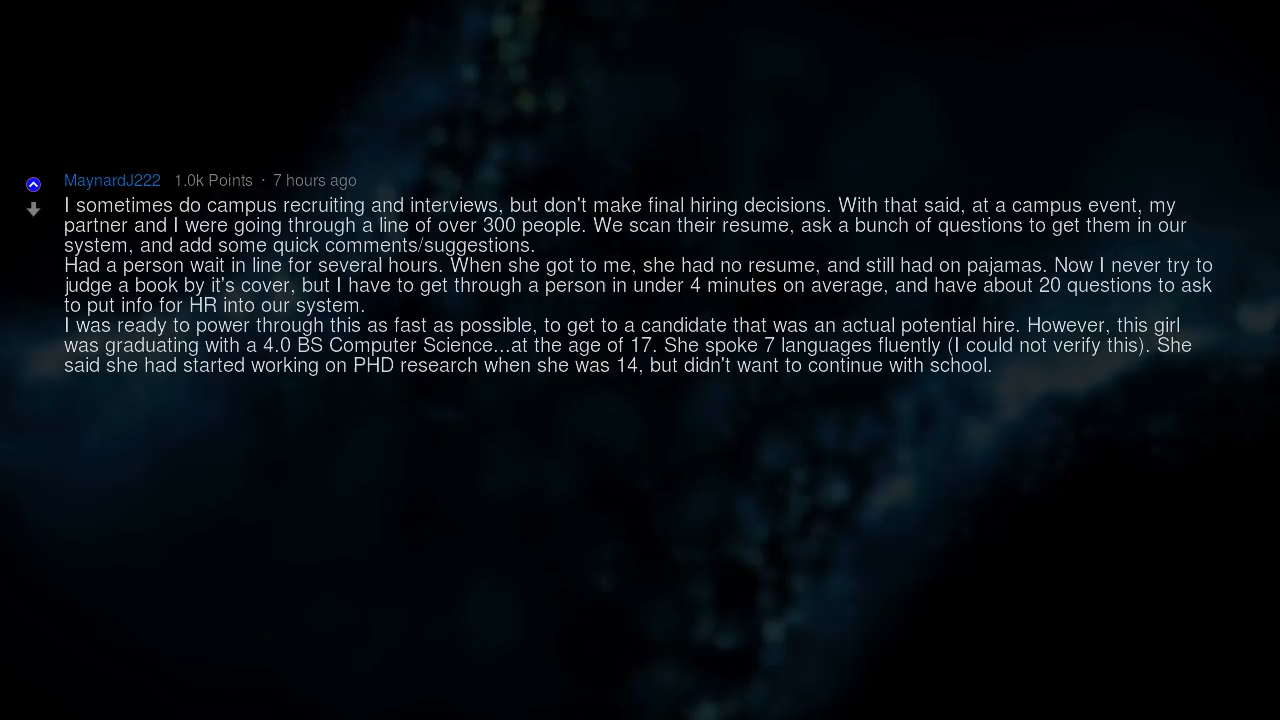 MaynardJ222 1.0k Points · 7 hours ago
I sometimes do campus recruiting and interviews, but don't make final hiring decisions. With that said, at a campus event, my
partner and I were going through a line of over 300 people. We scan their resume, ask a bunch of questions to get them in our
system, and add some quick comments/suggestions.
Had a person wait in line for several hours. When she got to me, she had no resume, and still had on pajamas. Now I never try to
judge a book by it's cover, but I have to get through a person in under 4 minutes on average, and have about 20 questions to ask
to put info for HR into our system.
I was ready to power through this as fast as possible, to get to a candidate that was an actual potential hire. However, this girl
was graduating with a 4.0 BS Computer Science...at the age of 17. She spoke 7 languages fluently (I could not verify this). She
said she had started working on PHD research when she was 14, but didn't want to continue with school.